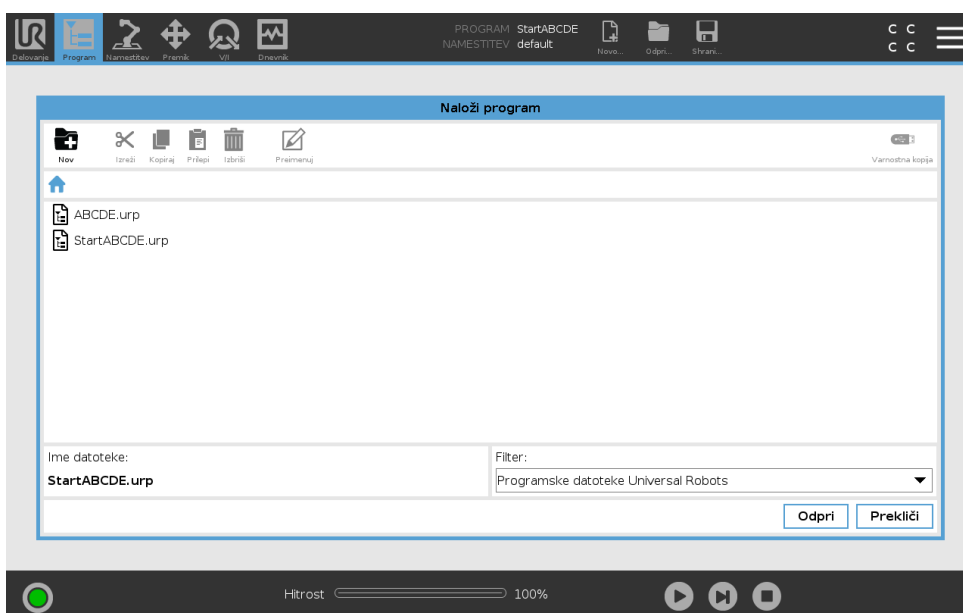 UR
PROGRAM StartABCDE
NAMESTITEV default
C C
C C
Delovanje Program Namestitev Premik V/I Dnevnik Novo... Odpri... Shrani...
Naloži program
Nov Izreži Kopiraj Prilepi Izbriši Preimenuj Varnostna kopija
ABCDE.urp
StartABCDE.urp
Ime datoteke: Filter:
StartABCDE.urp Programske datoteke Universal Robots
Odpri Prekliči
Hitrost 100%